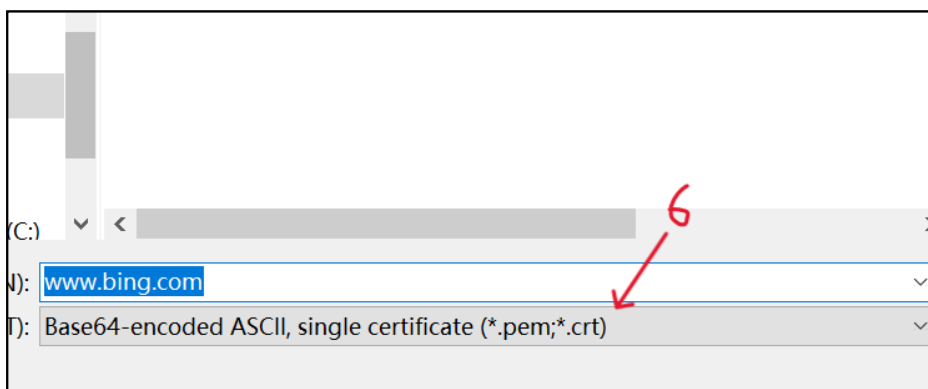 6
(C:)
N): www.bing.com
T): Base64-encoded ASCII, single certificate (*.pem;*.crt)